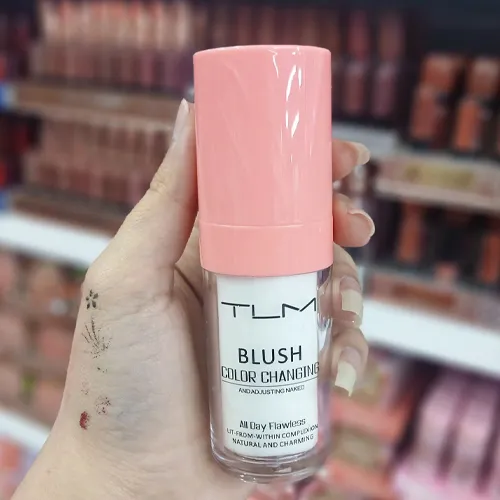 TLM
BLUSH
COLOR CHANGING
AND ADJUSTING NAKED
All Day Flawless
LIT-FROM-WITHIN COMPLEXION
NATURAL AND CHARMING